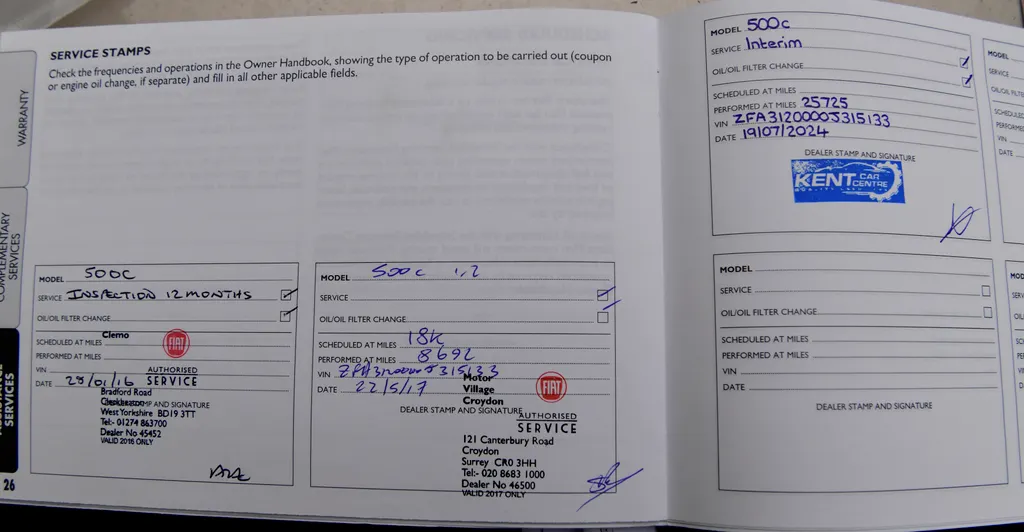 SERVICE STAMPS
Check the frequencies and operations in the Owner Handbook, showing the type of operation to be carried out (coupon
or engine oil change, if separate) and fill in all other applicable fields.
WARRANTY
COMPLEMENTARY
SERVICES
SERVICES
26
MODEL 500C
SERVICE INSPECTION 12 MONTHS
OIL/OIL FILTER CHANGE
Clemo
SCHEDULED AT MILES
FIAT
PERFORMED AT MILES
VIN
AUTHORISED
DATE 28/01/16 SERVICE
Bradford Road
DEALER STAMP AND SIGNATURE
West Yorkshire BD19 3TT
Tel:- 01274 863700
Dealer No 45452
VALID 2016 ONLY
MODEL 500c 1.2
SERVICE
OIL/OIL FILTER CHANGE
SCHEDULED AT MILES 18K
PERFORMED AT MILES 8692
VIN ZFA3120000J315133
DATE 22/5/17
Motor
Village
Croydon
FIAT
DEALER STAMP AND SIGNATURE
AUTHORISED
SERVICE
121 Canterbury Road
Croydon
Surrey CR0 3HH
Tel:- 020 8683 1000
Dealer No 46500
VALID 2017 ONLY
MODEL 500c
SERVICE Interim
OIL/OIL FILTER CHANGE
SCHEDULED AT MILES
PERFORMED AT MILES 25725
VIN ZFA3120000J315133
DATE 19/07/2024
DEALER STAMP AND SIGNATURE
KENT CAR
CENTRE
MODEL
SERVICE
OIL/OIL FILTER CHANGE
SCHEDULED AT MILES
PERFORMED AT MILES
VIN
DATE
DEALER STAMP AND SIGNATURE
MODEL
SERVICE
OIL/OIL FILTE
SCHEDULED
PERFORMED
VIN
DATE